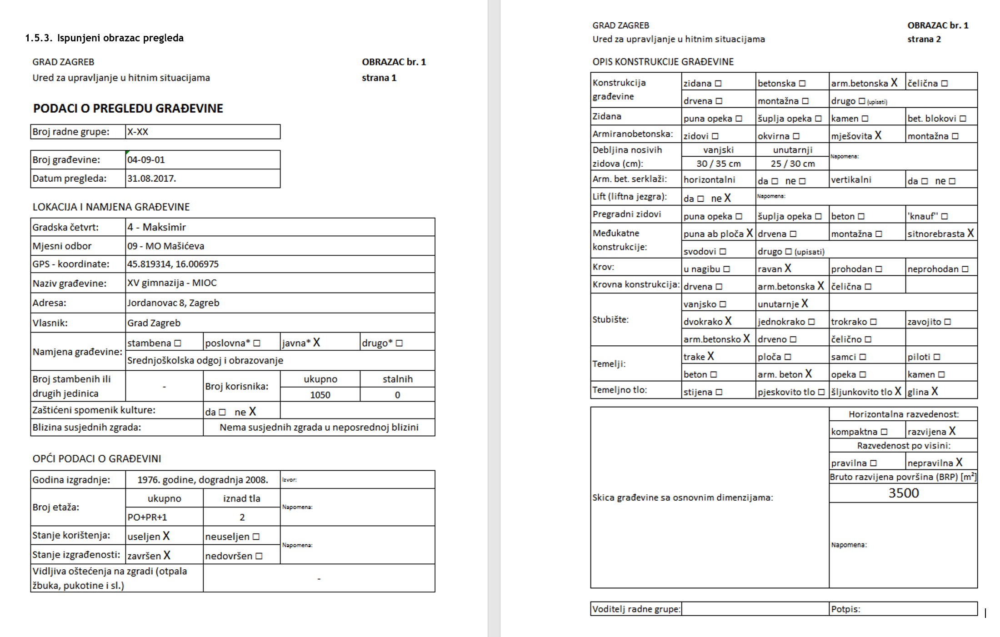 1.5.3. Ispunjeni obrazac pregleda
GRAD ZAGREB OBRAZAC br. 1
Ured za upravljanje u hitnim situacijama strana 1
PODACI O PREGLEDU GRAĐEVINE
Broj radne grupe: X-XX
Broj građevine: 04-09-01
Datum pregleda: 31.08.2017.
LOKACIJA I NAMJENA GRAĐEVINE
Gradska četvrt: 4 - Maksimir
Mjesni odbor 09 - MO Mašićeva
GPS - koordinate: 45.819314, 16.006975
Naziv građevine: XV gimnazija - MIOC
Adresa: Jordanovac 8, Zagreb
Vlasnik: Grad Zagreb
Namjena građevine: stambena ☐ poslovna* ☐ javna* X drugo* ☐
Srednjoškolska odgoj i obrazovanje
Broj stambenih ili drugih jedinica - Broj korisnika: ukupno stalnih
1050 0
Zaštićeni spomenik kulture: da ☐ ne X
Blizina susjednih zgrada: Nema susjednih zgrada u neposrednoj blizini
OPĆI PODACI O GRAĐEVINI
Godina izgradnje: 1976. godine, dogradnja 2008. Izvor:
Broj etaža: ukupno iznad tla Napomena:
PO+PR+1 2
Stanje korištenja: useljen X neuseljen ☐ Napomena:
Stanje izgrađenosti: završen X nedovršen ☐
Vidljiva oštećenja na zgradi (otpala
žbuka, pukotine i sl.) -
GRAD ZAGREB OBRAZAC br. 1
Ured za upravljanje u hitnim situacijama strana 2
OPIS KONSTRUKCIJE GRAĐEVINE
Konstrukcija građevine zidana ☐ betonska ☐ arm.betonska X čelična ☐
drvena ☐ montažna ☐ drugo ☐ (upisati)
Zidana puna opeka ☐ šuplja opeka ☐ kamen ☐ bet. blokovi ☐
Armiranobetonska: zidovi ☐ okvirna ☐ mješovita X montažna ☐
Debljina nosivih zidova (cm): vanjski unutarnji Napomena:
30 / 35 cm 25 / 30 cm
Arm. bet. serklaži: horizontalni da ☐ ne ☐ vertikalni da ☐ ne ☐
Lift (liftna jezgra): da ☐ ne X Napomena:
Pregradni zidovi puna opeka ☐ šuplja opeka ☐ beton ☐ 'knauf'' ☐
Međukatne konstrukcije: puna ab ploča X drvena ☐ montažna ☐ sitnorebrasta X
svodovi ☐ drugo ☐ (upisati)
Krov: u nagibu ☐ ravan X prohodan ☐ neprohodan ☐
Krovna konstrukcija: drvena ☐ arm.betonska X čelična ☐
Stubište: vanjsko ☐ unutarnje X
dvokrako X jednokrako ☐ trokrako ☐ zavojito ☐
arm.betonsko X drveno ☐ čelično ☐
Temelji: trake X ploča ☐ samci ☐ piloti ☐
beton ☐ arm. beton X opeka ☐ kamen ☐
Temeljno tlo: stijena ☐ pjeskovito tlo ☐ šljunkovito tlo X glina X
Skica građevine sa osnovnim dimenzijama:
Horizontalna razvedenost:
kompaktna ☐ razvijena X
Razvedenost po visini:
pravilna ☐ nepravilna X
Bruto razvijena površina (BRP) [m²]
3500
Napomena:
Voditelj radne grupe: Potpis: